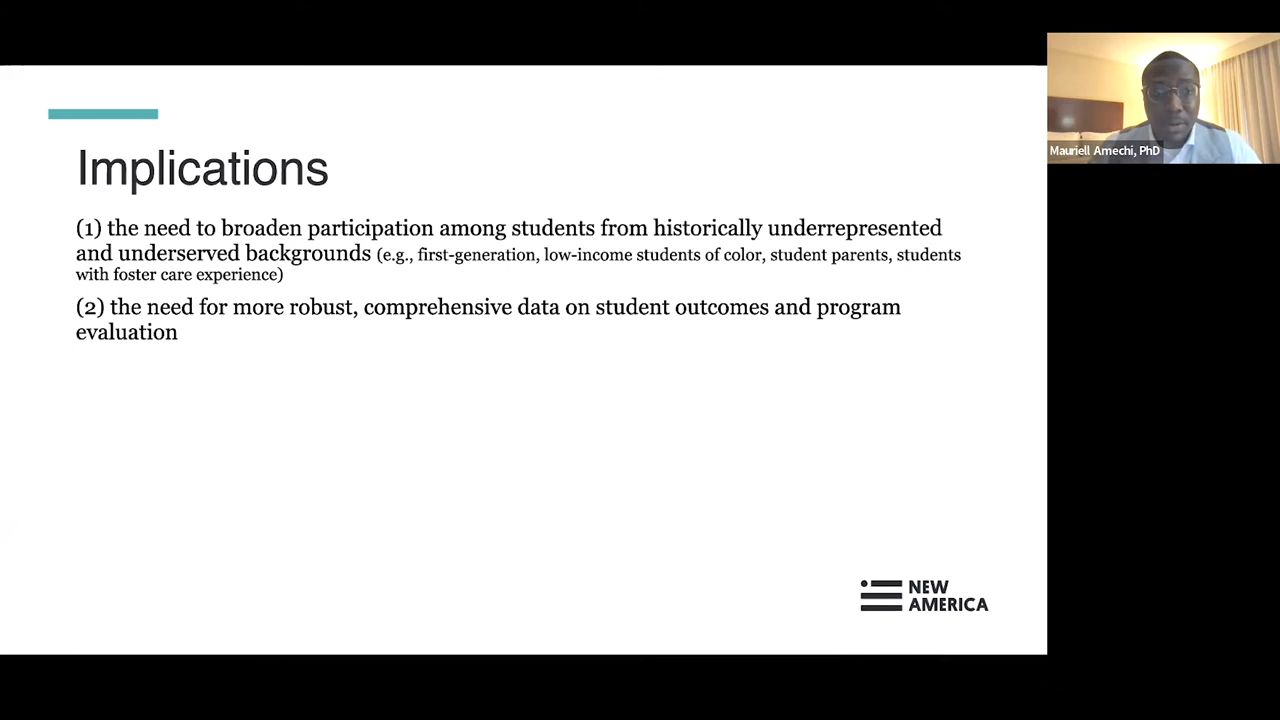 Implications
(1) the need to broaden participation among students from historically underrepresented
and underserved backgrounds (e.g., first-generation, low-income students of color, student parents, students
with foster care experience)
(2) the need for more robust, comprehensive data on student outcomes and program
evaluation
NEW
AMERICA
Mauriell Amechi, PhD